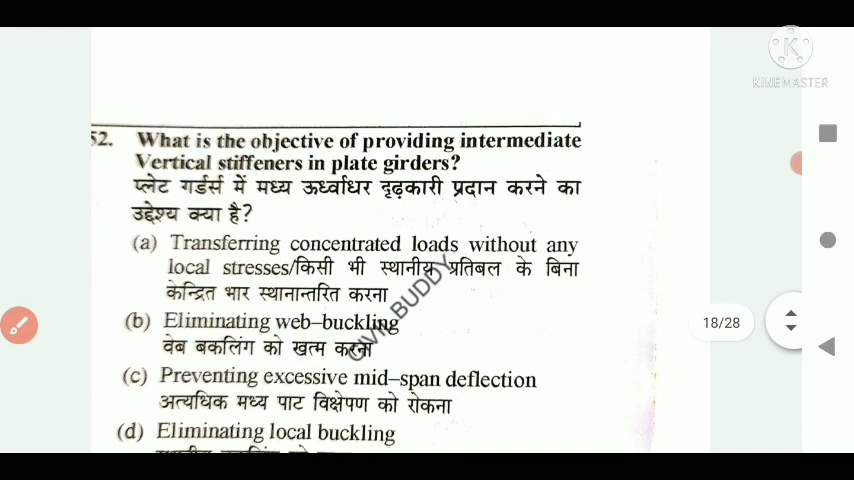 KINEMASTER
52. What is the objective of providing intermediate
Vertical stiffeners in plate girders?
प्लेट गर्डर्स में मध्य ऊर्ध्वाधर दृढ़कारी प्रदान करने का
उद्देश्य क्या है?
(a) Transferring concentrated loads without any
local stresses/किसी भी स्थानीय प्रतिबल के बिना
केन्द्रित भार स्थानान्तरित करना
(b) Eliminating web–buckling
वेब बकलिंग को खत्म करना
(c) Preventing excessive mid–span deflection
अत्यधिक मध्य पाट विक्षेपण को रोकना
(d) Eliminating local buckling
CIVIL BUDDY
18/28